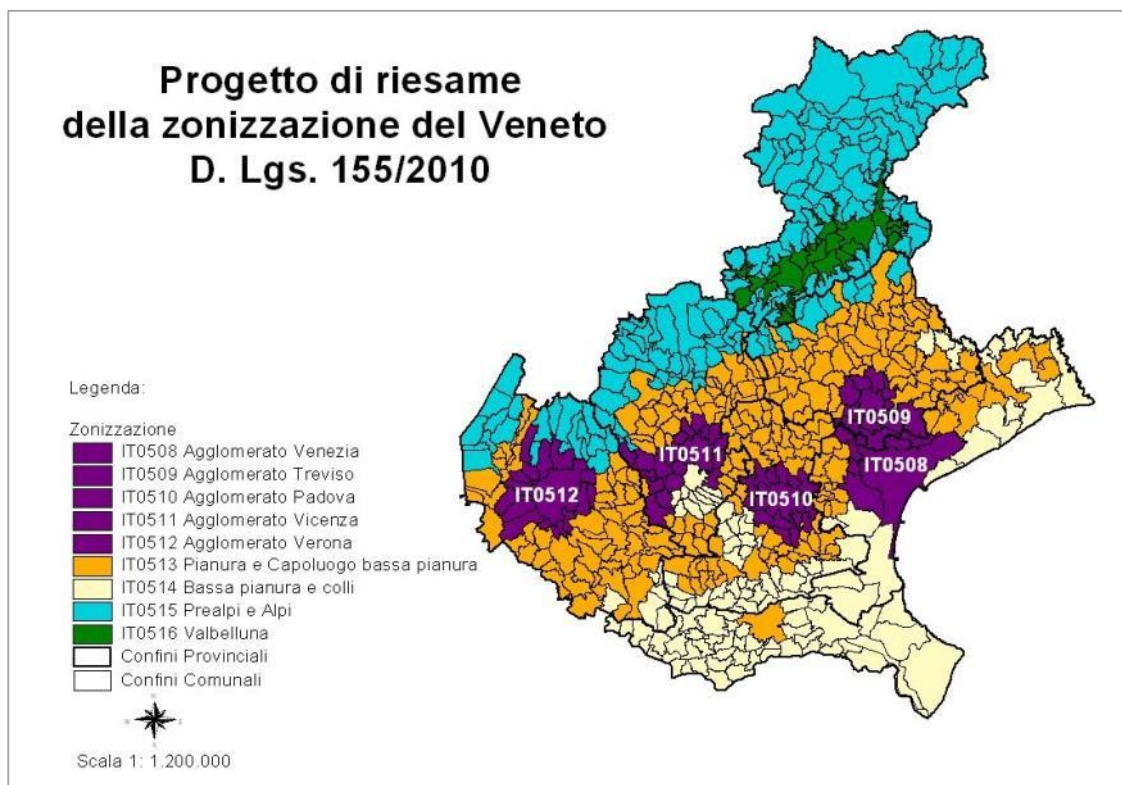 Progetto di riesame
della zonizzazione del Veneto
D. Lgs. 155/2010
Legenda:
Zonizzazione
IT0508 Agglomerato Venezia
IT0509 Agglomerato Treviso
IT0510 Agglomerato Padova
IT0511 Agglomerato Vicenza
IT0512 Agglomerato Verona
IT0513 Pianura e Capoluogo bassa pianura
IT0514 Bassa pianura e colli
IT0515 Prealpi e Alpi
IT0516 Valbelluna
Confini Provinciali
Confini Comunali
Scala 1: 1.200.000
IT0509
IT0511
IT0508
IT0512
IT0510